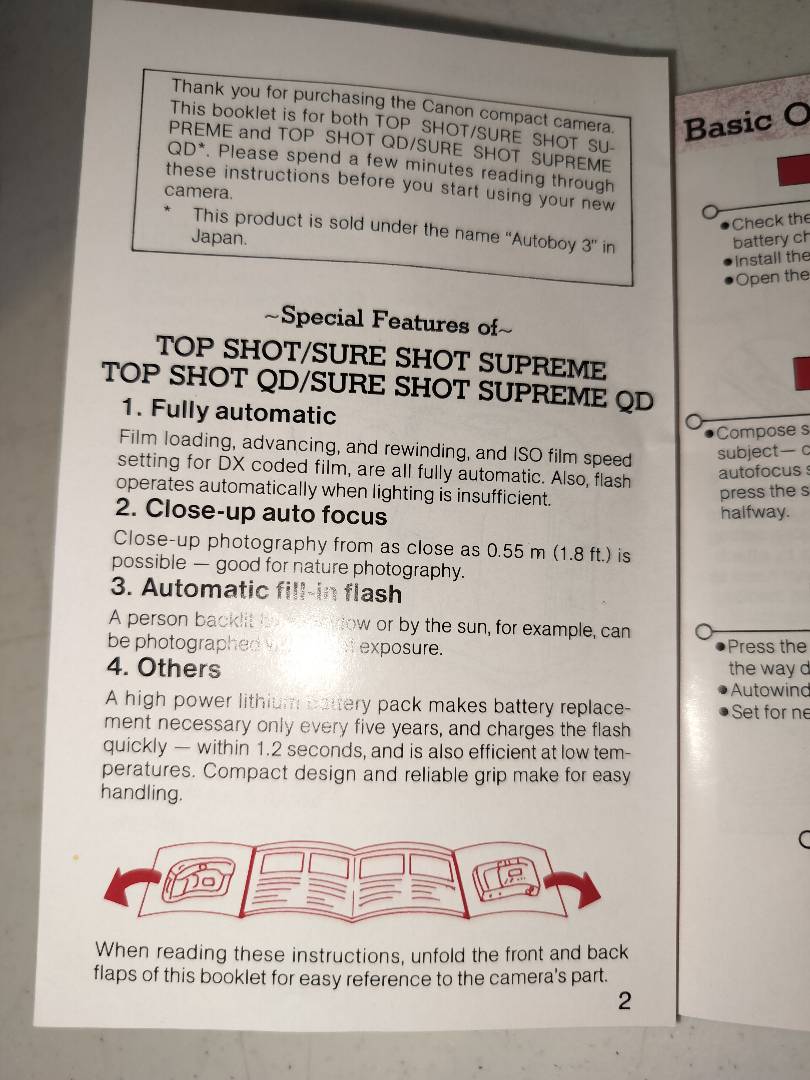 Thank you for purchasing the Canon compact camera.
This booklet is for both TOP SHOT/SURE SHOT SU-
PREME and TOP SHOT QD/SURE SHOT SUPREME
QD*. Please spend a few minutes reading through
these instructions before you start using your new
camera.
* This product is sold under the name "Autoboy 3" in
Japan.
~Special Features of~
TOP SHOT/SURE SHOT SUPREME
TOP SHOT QD/SURE SHOT SUPREME QD
1. Fully automatic
Film loading, advancing, and rewinding, and ISO film speed
setting for DX coded film, are all fully automatic. Also, flash
operates automatically when lighting is insufficient.
2. Close-up auto focus
Close-up photography from as close as 0.55 m (1.8 ft.) is
possible — good for nature photography.
3. Automatic fill-in flash
A person backlit or by the sun, for example, can
be photographed exposure.
4. Others
A high power lithium battery pack makes battery replace-
ment necessary only every five years, and charges the flash
quickly — within 1.2 seconds, and is also efficient at low tem-
peratures. Compact design and reliable grip make for easy
handling.
When reading these instructions, unfold the front and back
flaps of this booklet for easy reference to the camera's part.
2
Basic O
●Check the
battery ch
●Install the
●Open the
●Compose s
subject— c
autofocus s
press the s
halfway.
●Press the
the way d
●Autowind
●Set for ne